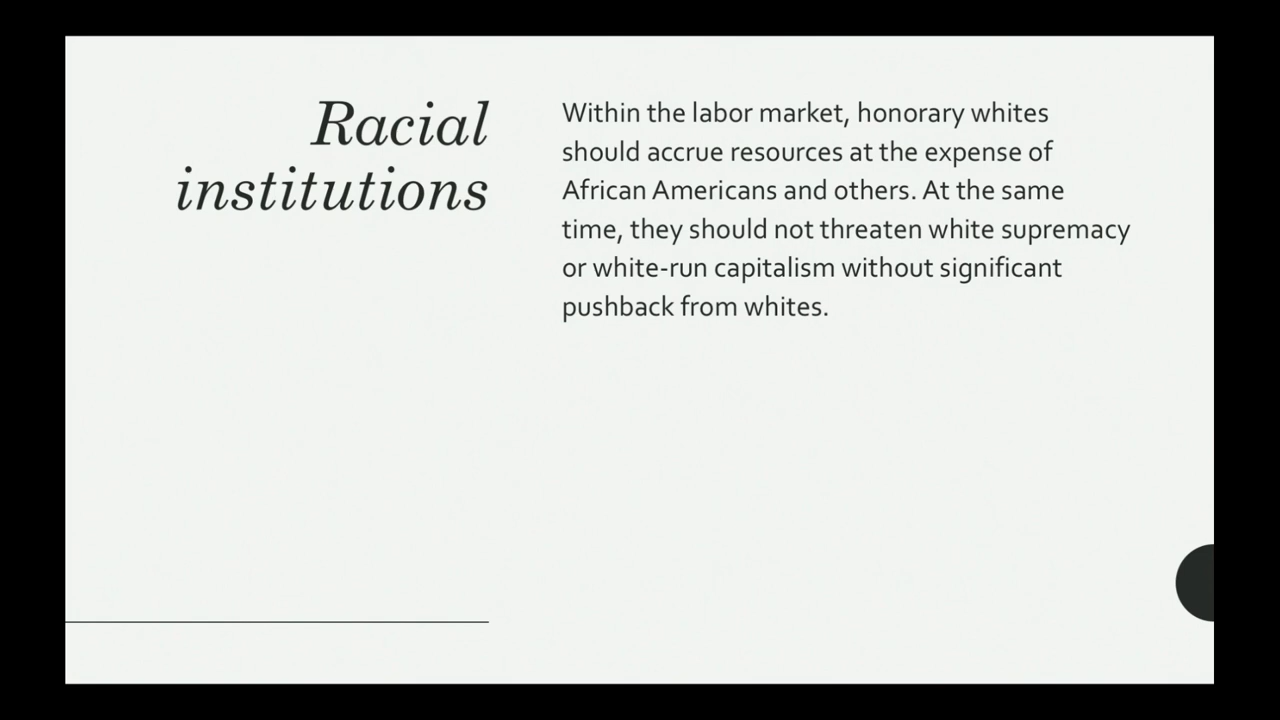 Racial
institutions
Within the labor market, honorary whites
should accrue resources at the expense of
African Americans and others. At the same
time, they should not threaten white supremacy
or white-run capitalism without significant
pushback from whites.